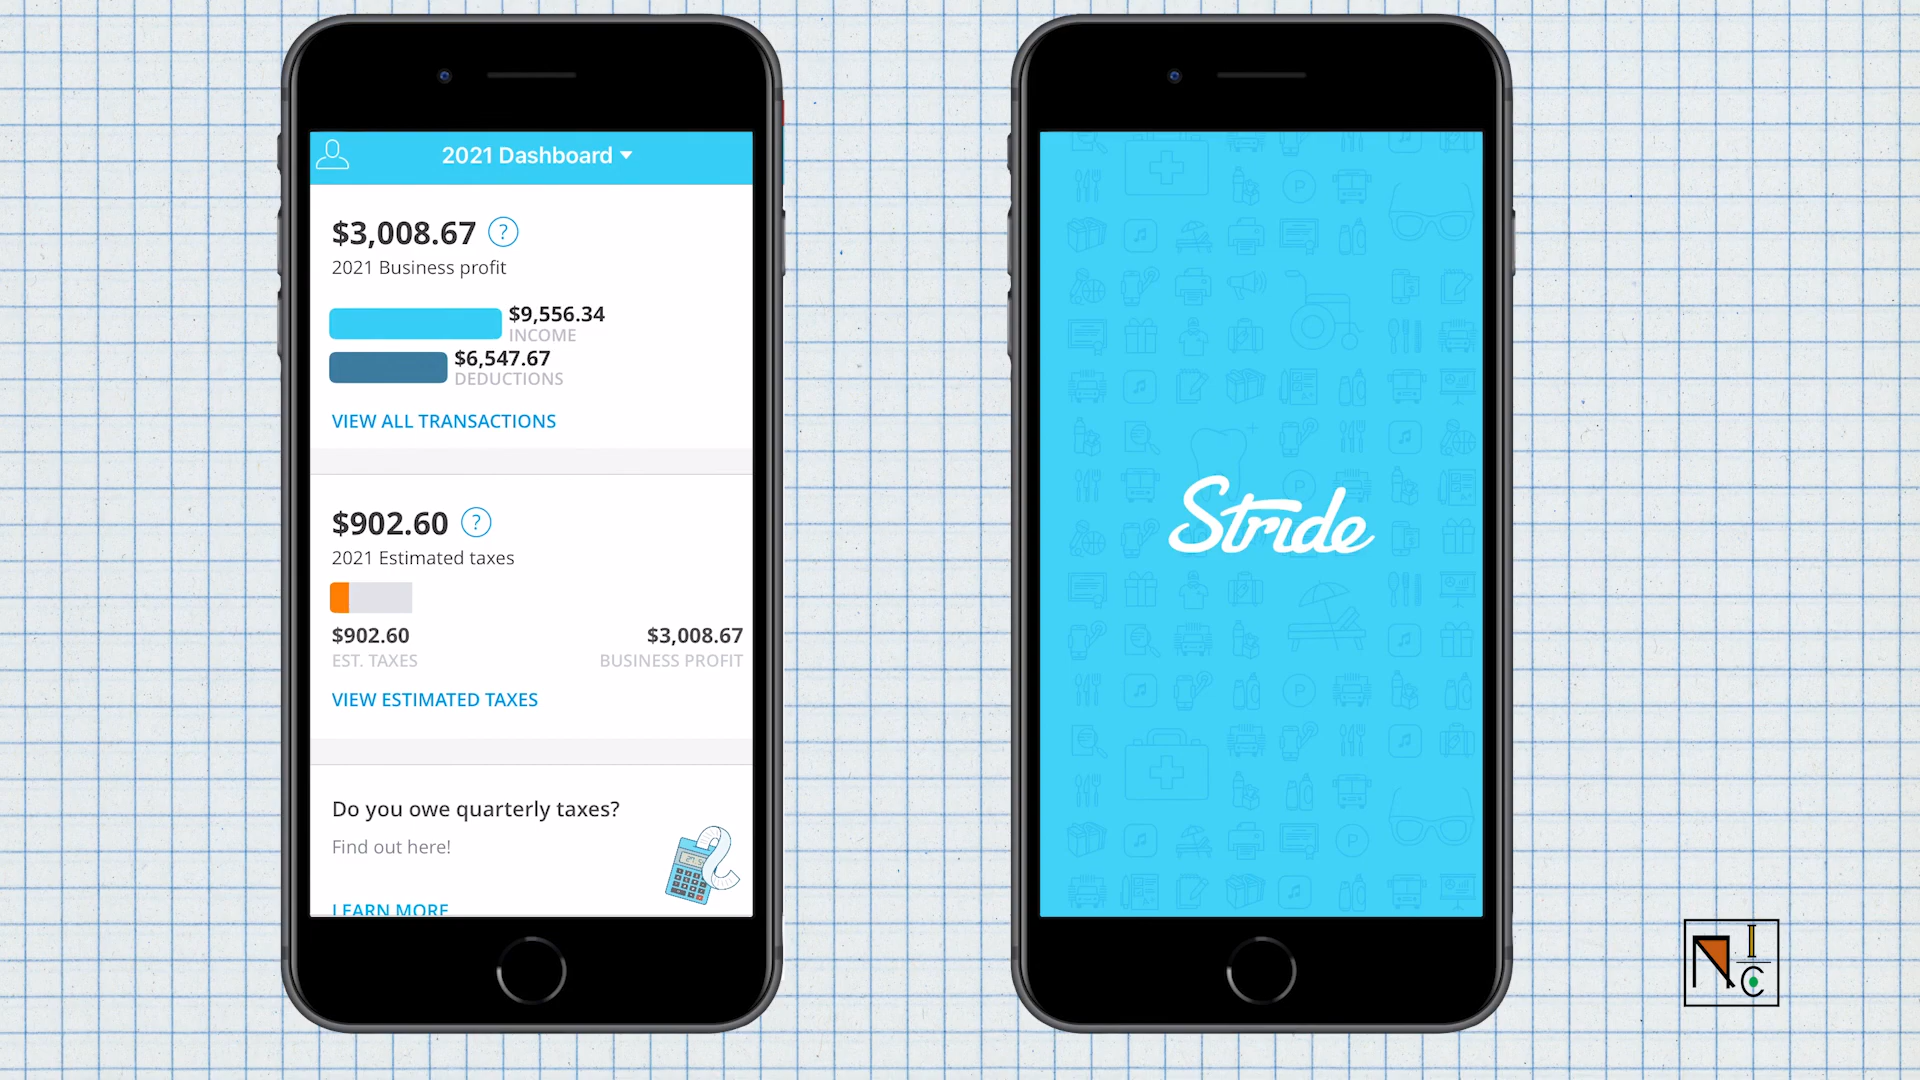 2021 Dashboard
$3,008.67 ?
2021 Business profit
$9,556.34
INCOME
$6,547.67
DEDUCTIONS
VIEW ALL TRANSACTIONS
$902.60 ?
2021 Estimated taxes
$902.60 $3,008.67
EST. TAXES BUSINESS PROFIT
VIEW ESTIMATED TAXES
Do you owe quarterly taxes?
Find out here!
LEARN MORE
Stride
NIC